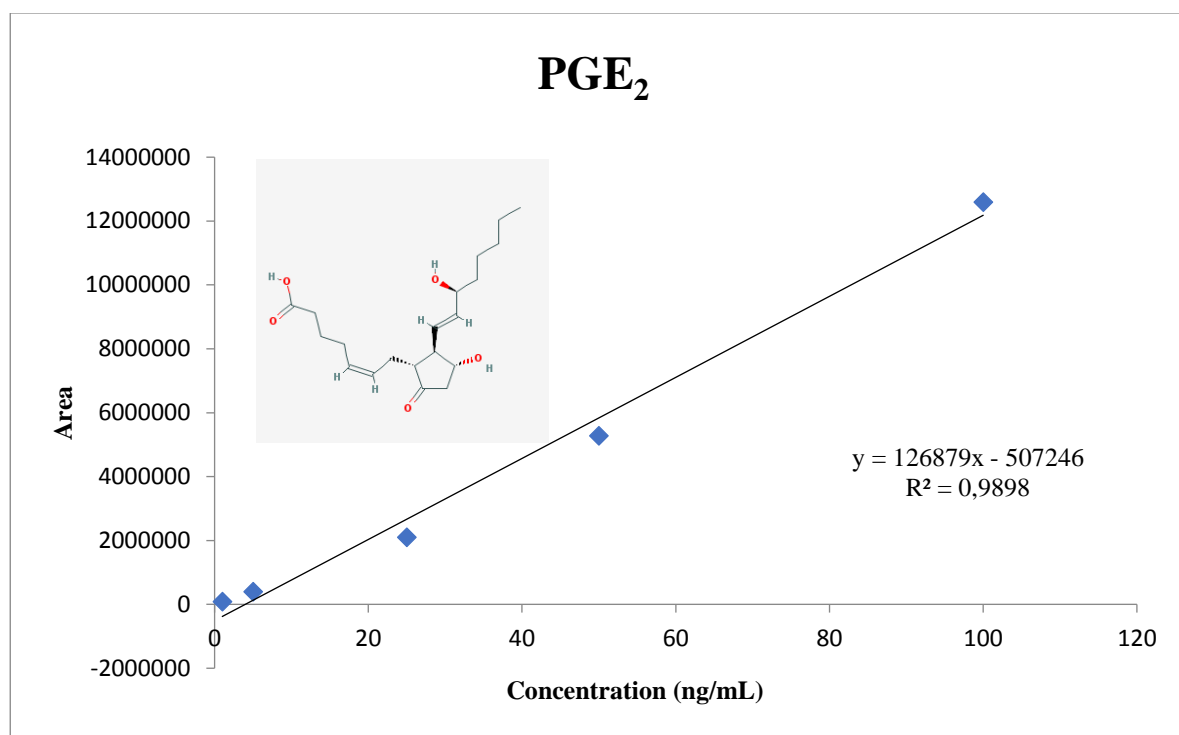 PGE₂
14000000
12000000
10000000
8000000
6000000
4000000
2000000
0
-2000000
Area
H
O
O
H
H
O
H
H
H
O
H
O
y = 126879x - 507246
R² = 0,9898
0
20
40
60
80
100
120
Concentration (ng/mL)